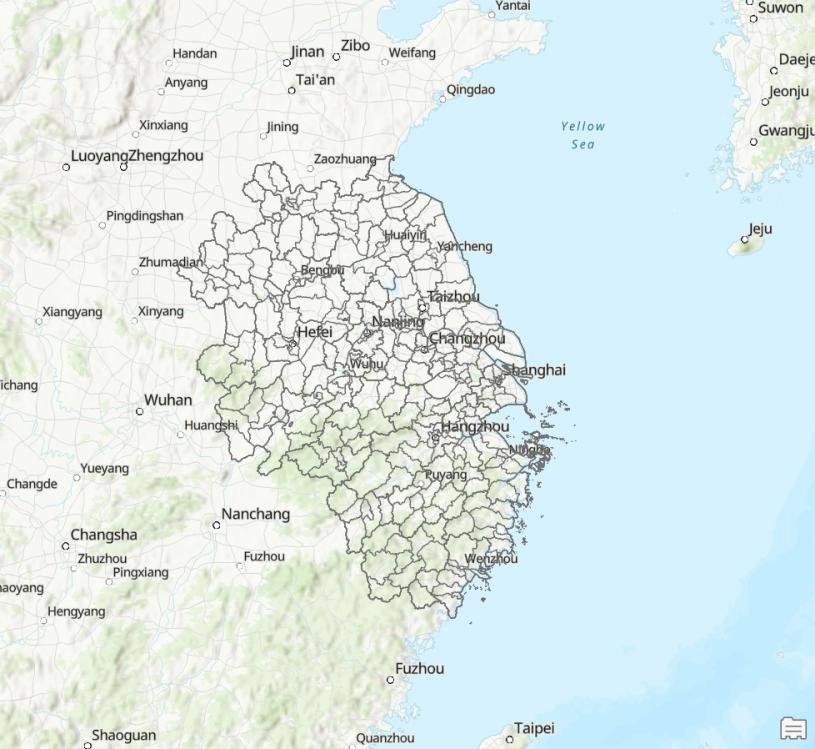 Yantai
Suwon
Handan
Jinan
Zibo
Weifang
Daeje
Anyang
Tai'an
Qingdao
Jeonju
Xinxiang
Jining
Yellow
Sea
Gwangju
Luoyang
Zhengzhou
Zaozhuang
Pingdingshan
Huaiyin
Yancheng
Jeju
Zhumadian
Bengbu
Taizhou
Xiangyang
Xinyang
Nanjing
Hefei
Changzhou
Wuhu
Shanghai
ichang
Wuhan
Huangshi
Hangzhou
Ningbo
Yueyang
Puyang
Changde
Nanchang
Changsha
Zhuzhou
Fuzhou
Wenzhou
Pingxiang
haoyang
Hengyang
Fuzhou
Shaoguan
Quanzhou
Taipei